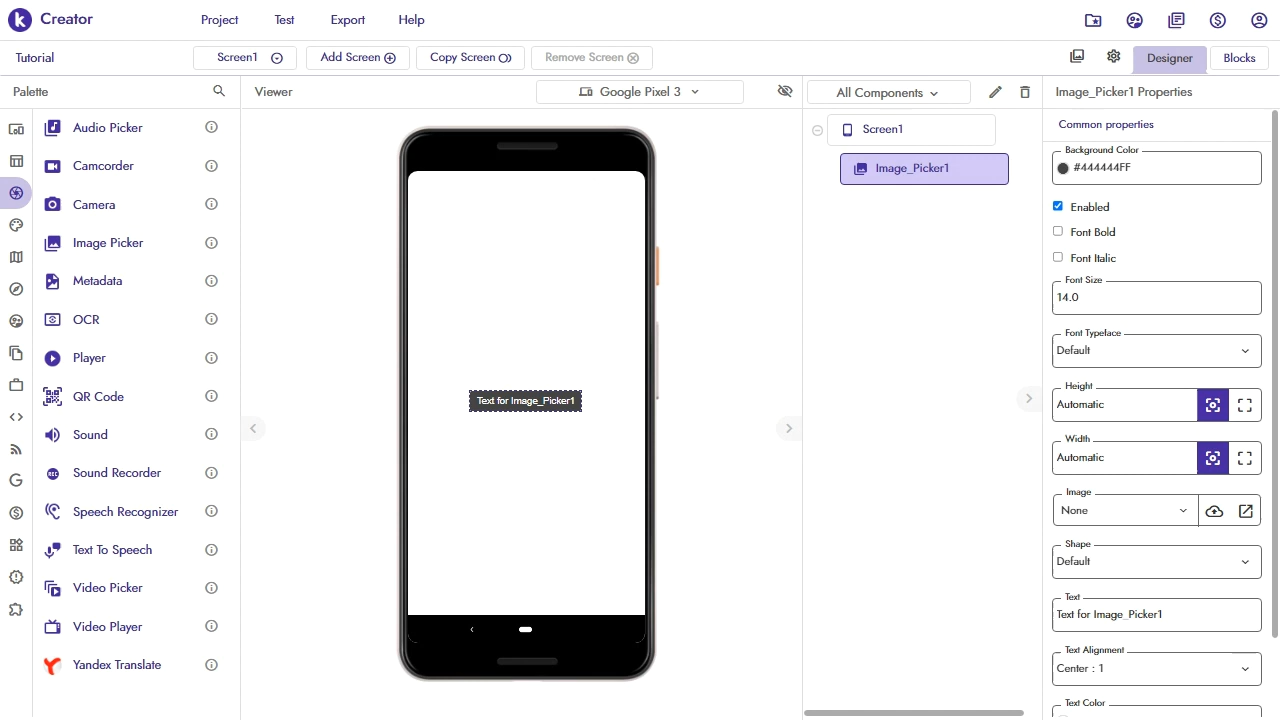 Creator
Project
Test
Export
Help
Tutorial
Screen1
Add Screen
Copy Screen
Remove Screen
Designer
Blocks
Palette
Viewer
Google Pixel 3
All Components
Image_Picker1 Properties
Audio Picker
Camcorder
Camera
Image Picker
Metadata
OCR
Player
QR Code
Sound
Sound Recorder
Speech Recognizer
Text To Speech
Video Picker
Video Player
Yandex Translate
Text for Image_Picker1
Screen1
Image_Picker1
Common properties
Background Color
#444444FF
Enabled
Font Bold
Font Italic
Font Size
14.0
Font Typeface
Default
Height
Automatic
Width
Automatic
Image
None
Shape
Default
Text
Text for Image_Picker1
Text Alignment
Center : 1
Text Color